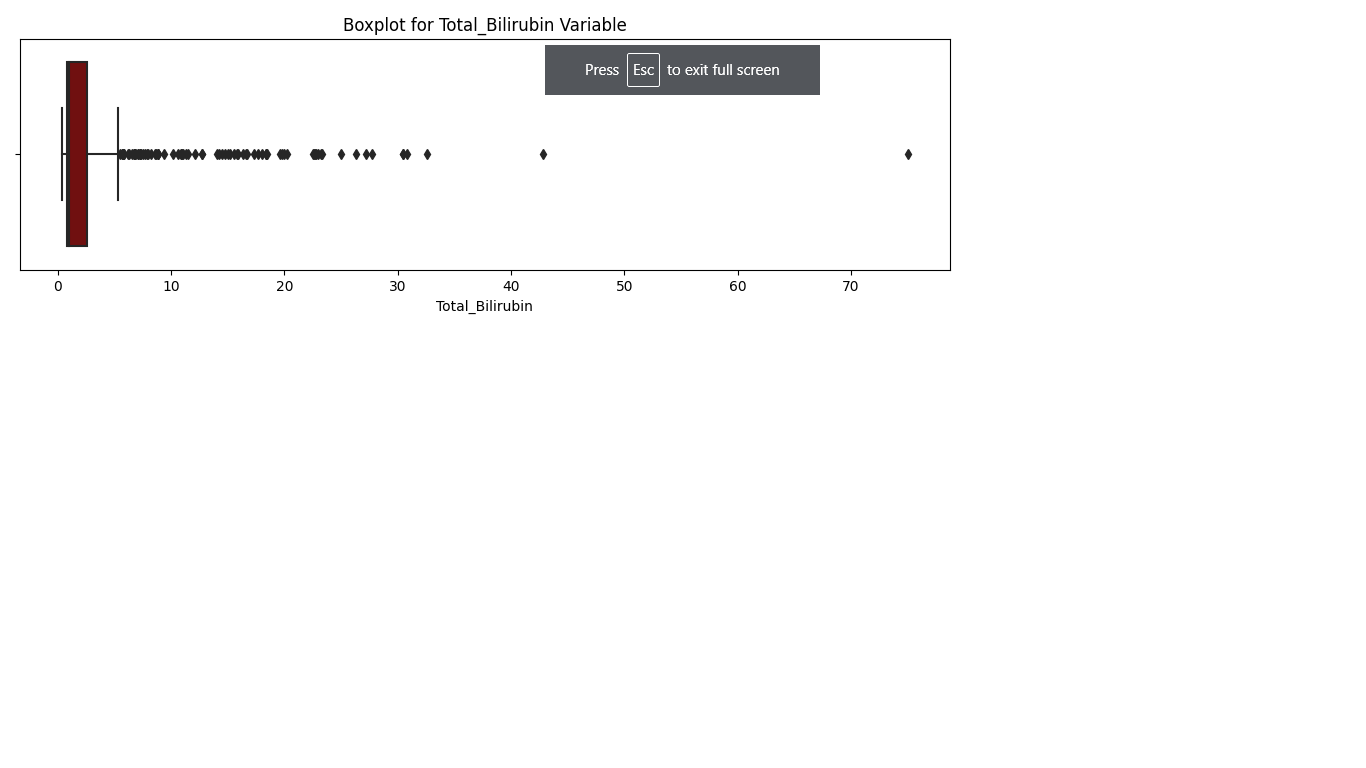 Boxplot for Total_Bilirubin Variable
Press Esc to exit full screen
0 10 20 30 40 50 60 70
Total_Bilirubin